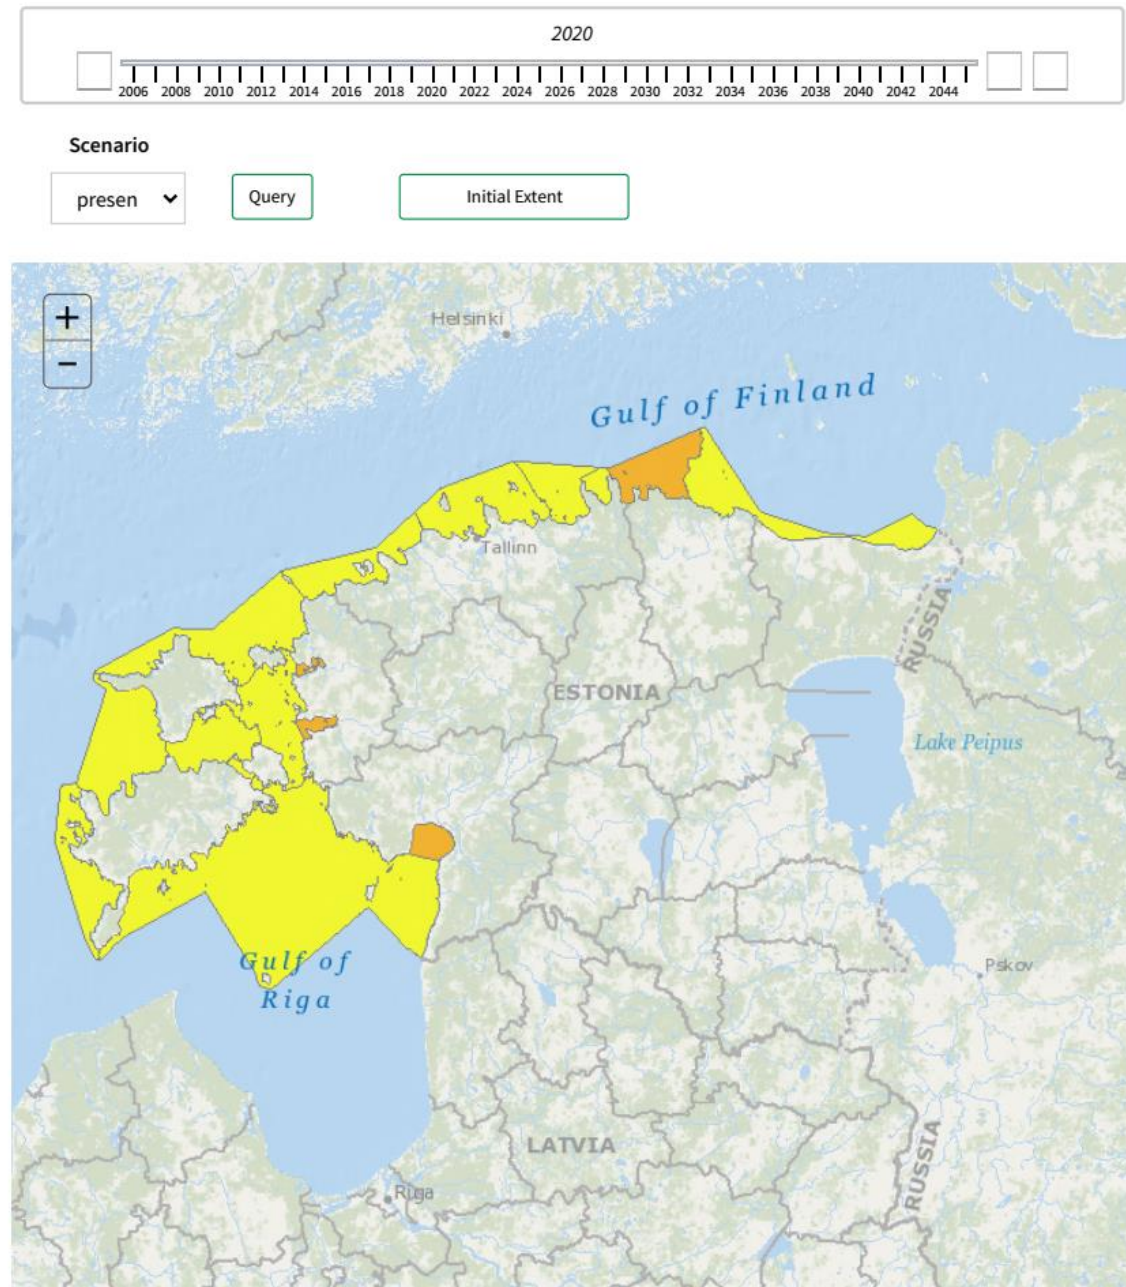 2020
2006 2008 2010 2012 2014 2016 2018 2020 2022 2024 2026 2028 2030 2032 2034 2036 2038 2040 2042 2044
Scenario
presen
Query
Initial Extent
+
−
Helsinki
Gulf of Finland
Tallinn
RUSSIA
ESTONIA
Lake Peipus
Gulf of
Riga
Pskov
LATVIA
RUSSIA
Riga